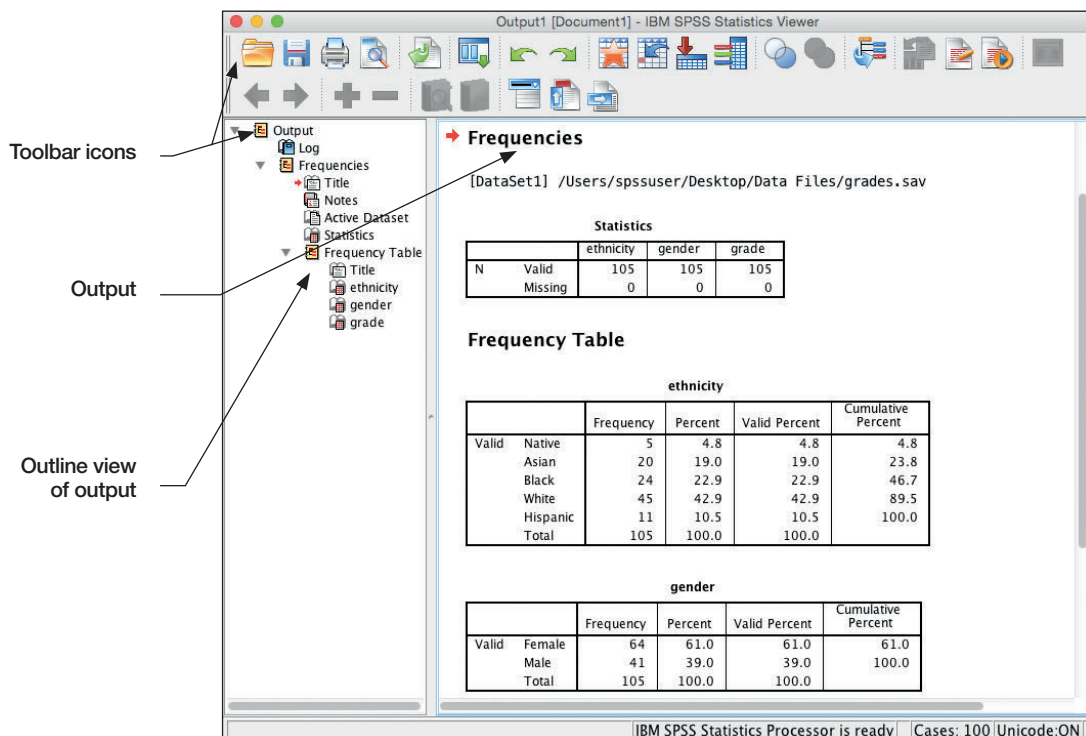 Output1 [Document1] - IBM SPSS Statistics Viewer
Toolbar icons
Output
Outline view
of output
Output
Log
Frequencies
Title
Notes
Active Dataset
Statistics
Frequency Table
Title
ethnicity
gender
grade
Frequencies
[DataSet1] /Users/spssuser/Desktop/Data Files/grades.sav
Statistics
ethnicity gender grade
N Valid 105 105 105
Missing 0 0 0
Frequency Table
ethnicity
Frequency Percent Valid Percent Cumulative Percent
Valid Native 5 4.8 4.8 4.8
Asian 20 19.0 19.0 23.8
Black 24 22.9 22.9 46.7
White 45 42.9 42.9 89.5
Hispanic 11 10.5 10.5 100.0
Total 105 100.0 100.0
gender
Frequency Percent Valid Percent Cumulative Percent
Valid Female 64 61.0 61.0 61.0
Male 41 39.0 39.0 100.0
Total 105 100.0 100.0
IBM SPSS Statistics Processor is ready Cases: 100 Unicode:ON